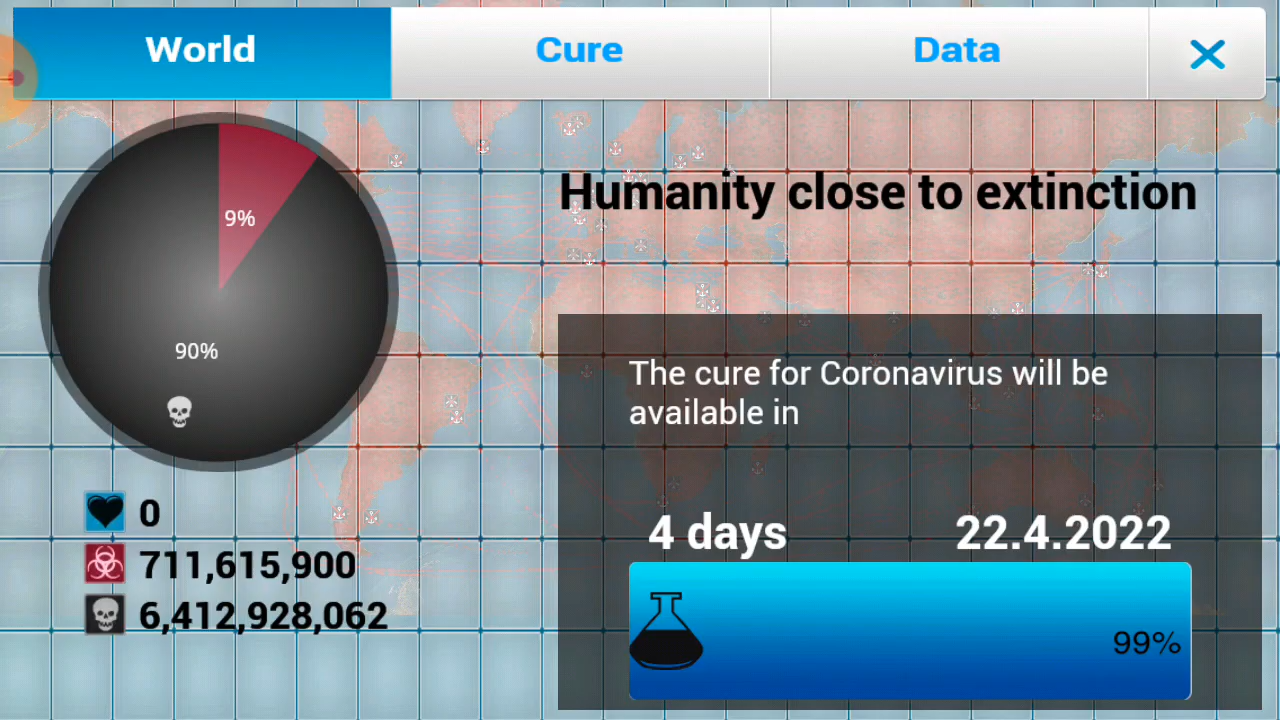 World
Cure
Data
9%
90%
0
711,615,900
6,412,928,062
Humanity close to extinction
The cure for Coronavirus will be
available in
4 days
22.4.2022
99%